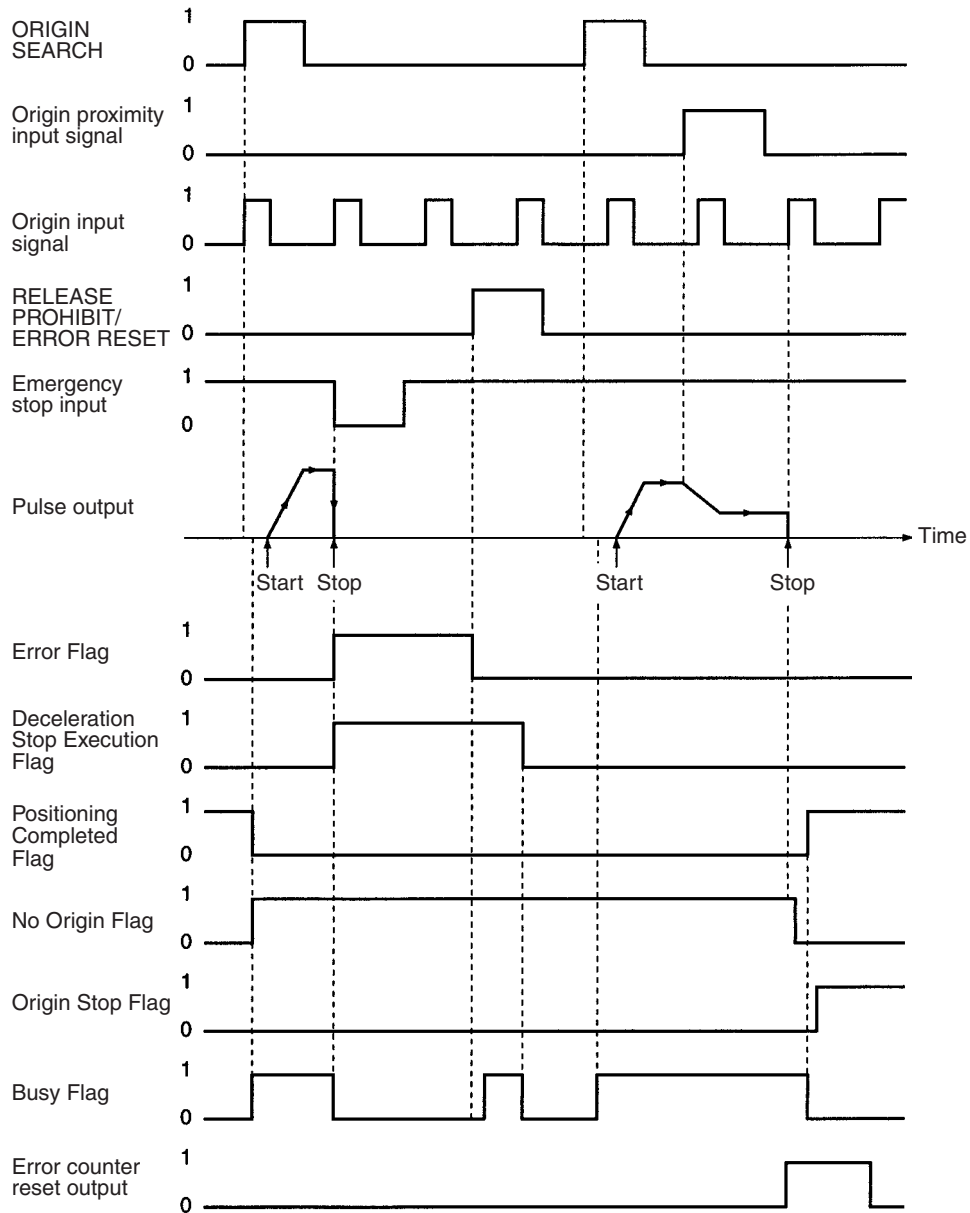 ORIGIN
SEARCH
1
0
Origin proximity
input signal
1
0
Origin input
signal
1
0
RELEASE
PROHIBIT/
ERROR RESET
1
0
Emergency
stop input
1
0
Pulse output
Time
Start
Stop
Start
Stop
Error Flag
1
0
Deceleration
Stop Execution
Flag
1
0
Positioning
Completed
Flag
1
0
No Origin Flag
1
0
Origin Stop Flag
1
0
Busy Flag
1
0
Error counter
reset output
1
0